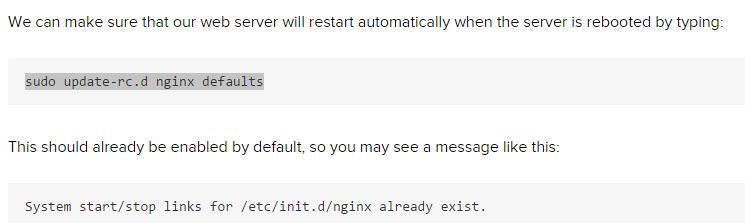 We can make sure that our web server will restart automatically when the server is rebooted by typing:
sudo update-rc.d nginx defaults
This should already be enabled by default, so you may see a message like this:
System start/stop links for /etc/init.d/nginx already exist.